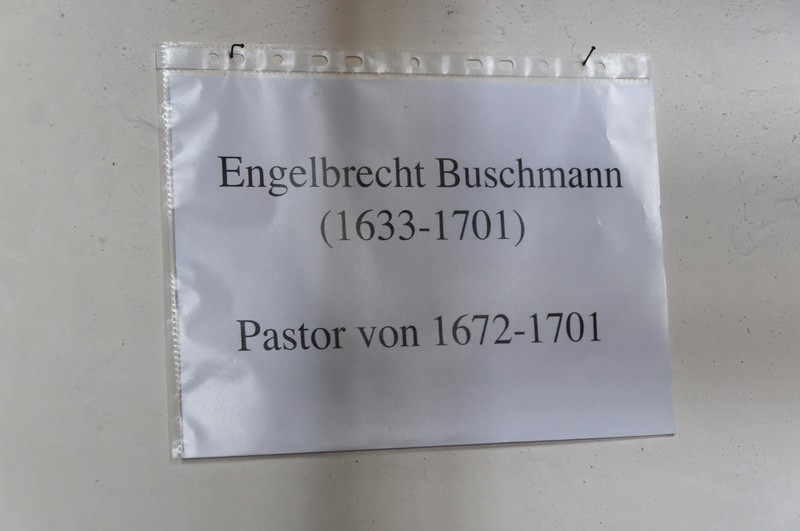 Engelbrecht Buschmann
(1633-1701)
Pastor von 1672-1701